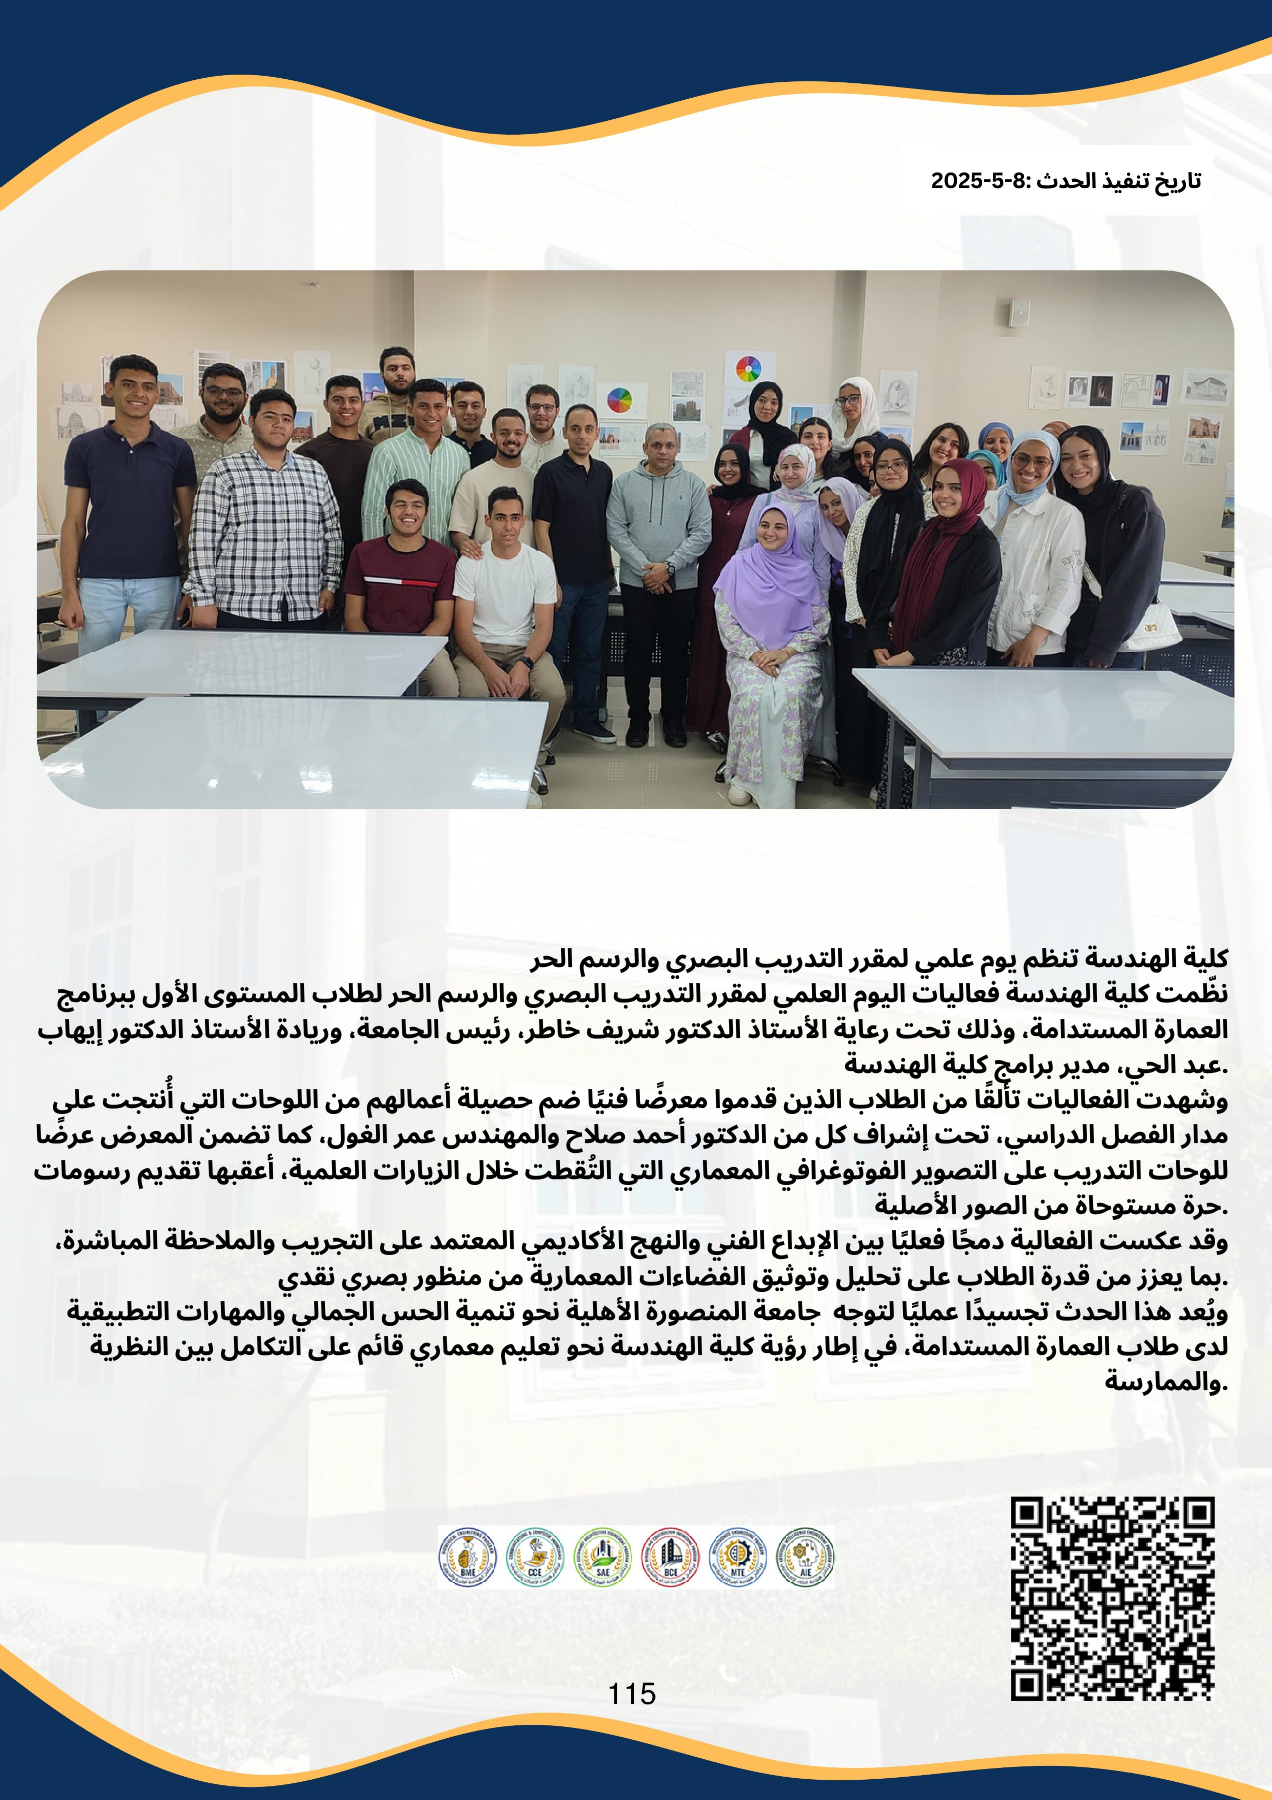 تاريخ تنفيذ الحدث :8-5-2025
كلية الهندسة تنظم يوم علمي لمقرر التدريب البصري والرسم الحر
نظّمت كلية الهندسة فعاليات اليوم العلمي لمقرر التدريب البصري والرسم الحر لطلاب المستوى الأول ببرنامج
العمارة المستدامة، وذلك تحت رعاية الأستاذ الدكتور شريف خاطر، رئيس الجامعة، وريادة الأستاذ الدكتور إيهاب
.عبد الحي، مدير برامج كلية الهندسة
وشهدت الفعاليات تألقًا من الطلاب الذين قدموا معرضًا فنيًا ضم حصيلة أعمالهم من اللوحات التي أُنتجت على
مدار الفصل الدراسي، تحت إشراف كل من الدكتور أحمد صلاح والمهندس عمر الغول، كما تضمن المعرض عرضًا
للوحات التدريب على التصوير الفوتوغرافي المعماري التي التُقطت خلال الزيارات العلمية، أعقبها تقديم رسومات
.حرة مستوحاة من الصور الأصلية
وقد عكست الفعالية دمجًا فعليًا بين الإبداع الفني والنهج الأكاديمي المعتمد على التجريب والملاحظة المباشرة،
.بما يعزز من قدرة الطلاب على تحليل وتوثيق الفضاءات المعمارية من منظور بصري نقدي
ويُعد هذا الحدث تجسيدًا عمليًا لتوجه جامعة المنصورة الأهلية نحو تنمية الحس الجمالي والمهارات التطبيقية
لدى طلاب العمارة المستدامة، في إطار رؤية كلية الهندسة نحو تعليم معماري قائم على التكامل بين النظرية
.والممارسة
BME CCE SAE BCE MTE AIE
115